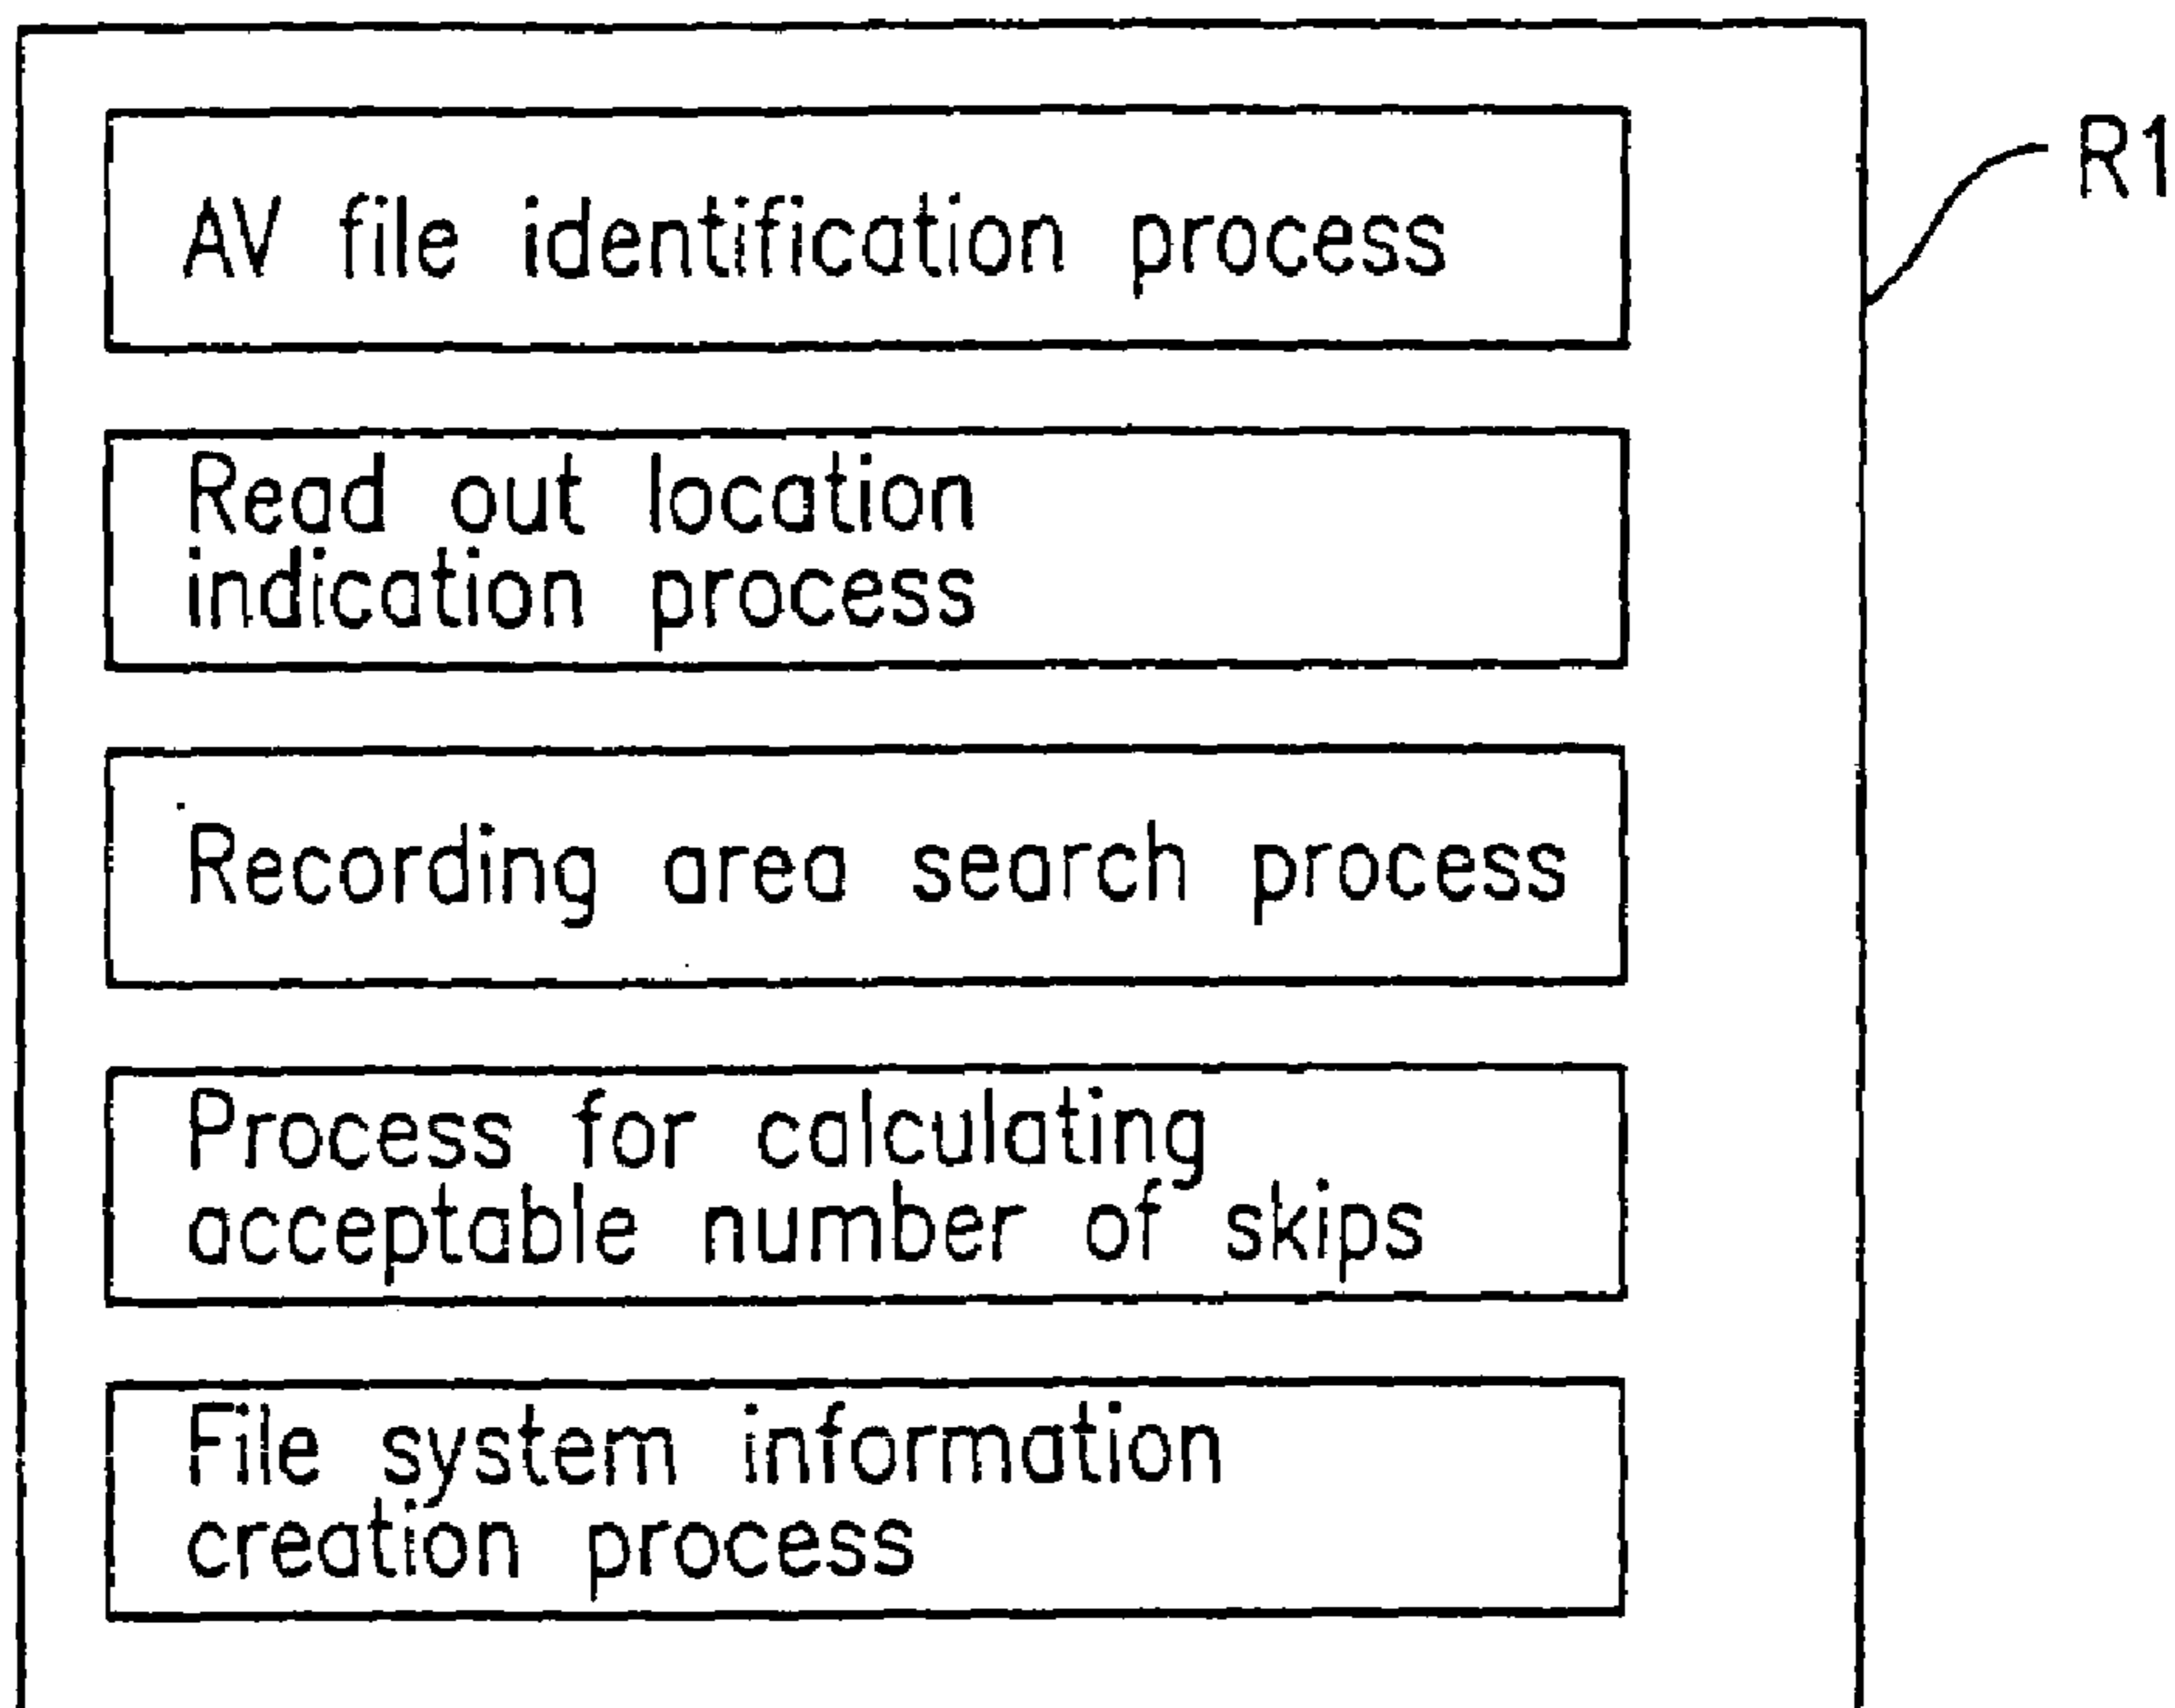 AV file identification process
R1
Read out location
indication process
Recording area search process
Process for calculating
acceptable number of skips
File system information
creation process